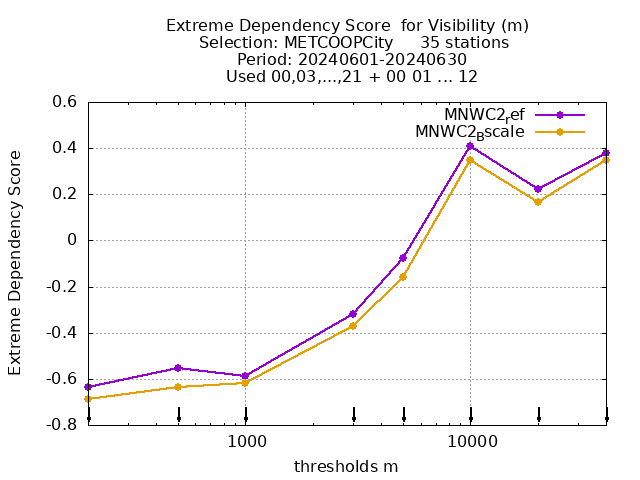 Extreme Dependency Score  for Visibility (m)
Selection: METCOOPCity     35 stations
Period: 20240601-20240630
Used 00,03,...,21 + 00 01 ... 12
MNWC2_ref
MNWC2_Bscale
Extreme Dependency Score
0.6
0.4
0.2
0
-0.2
-0.4
-0.6
-0.8
1000
10000
thresholds m